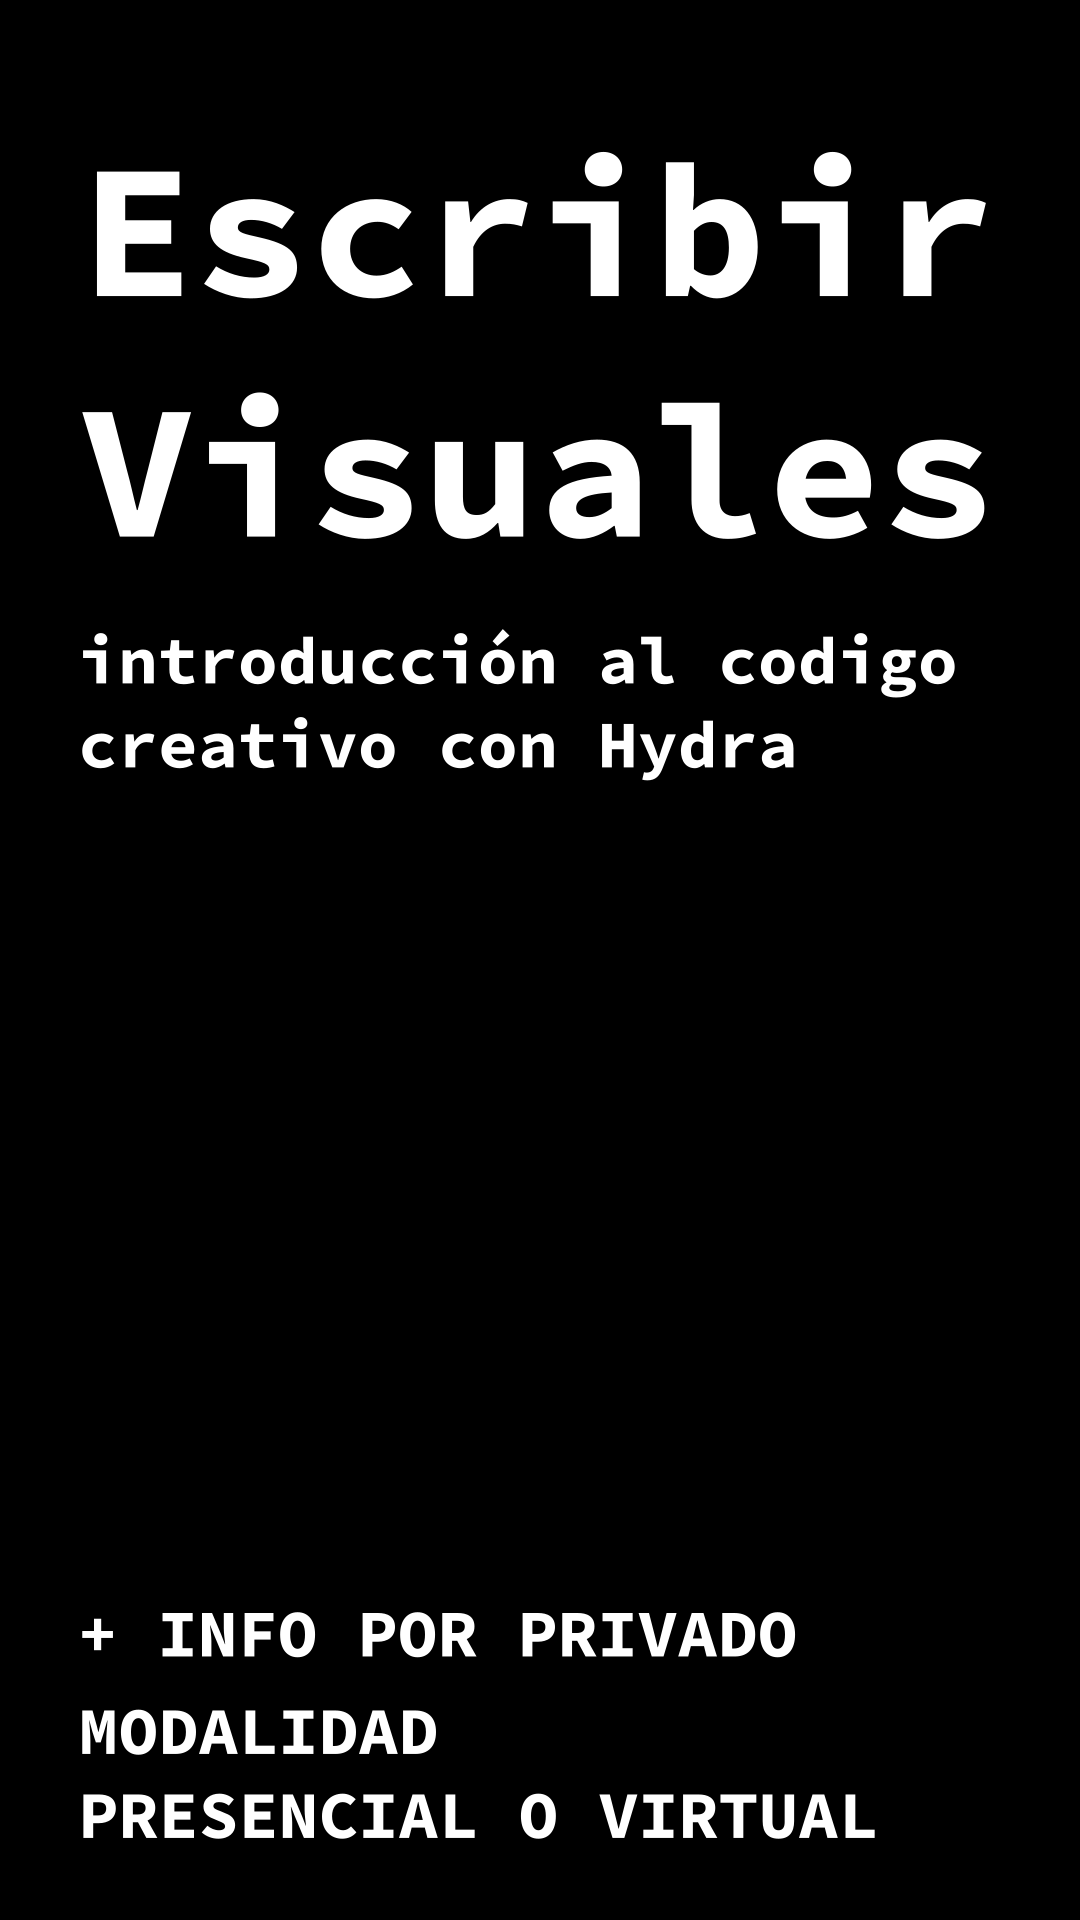 Escribir
Visuales
introducción al codigo
creativo con Hydra
+ INFO POR PRIVADO
MODALIDAD
PRESENCIAL O VIRTUAL